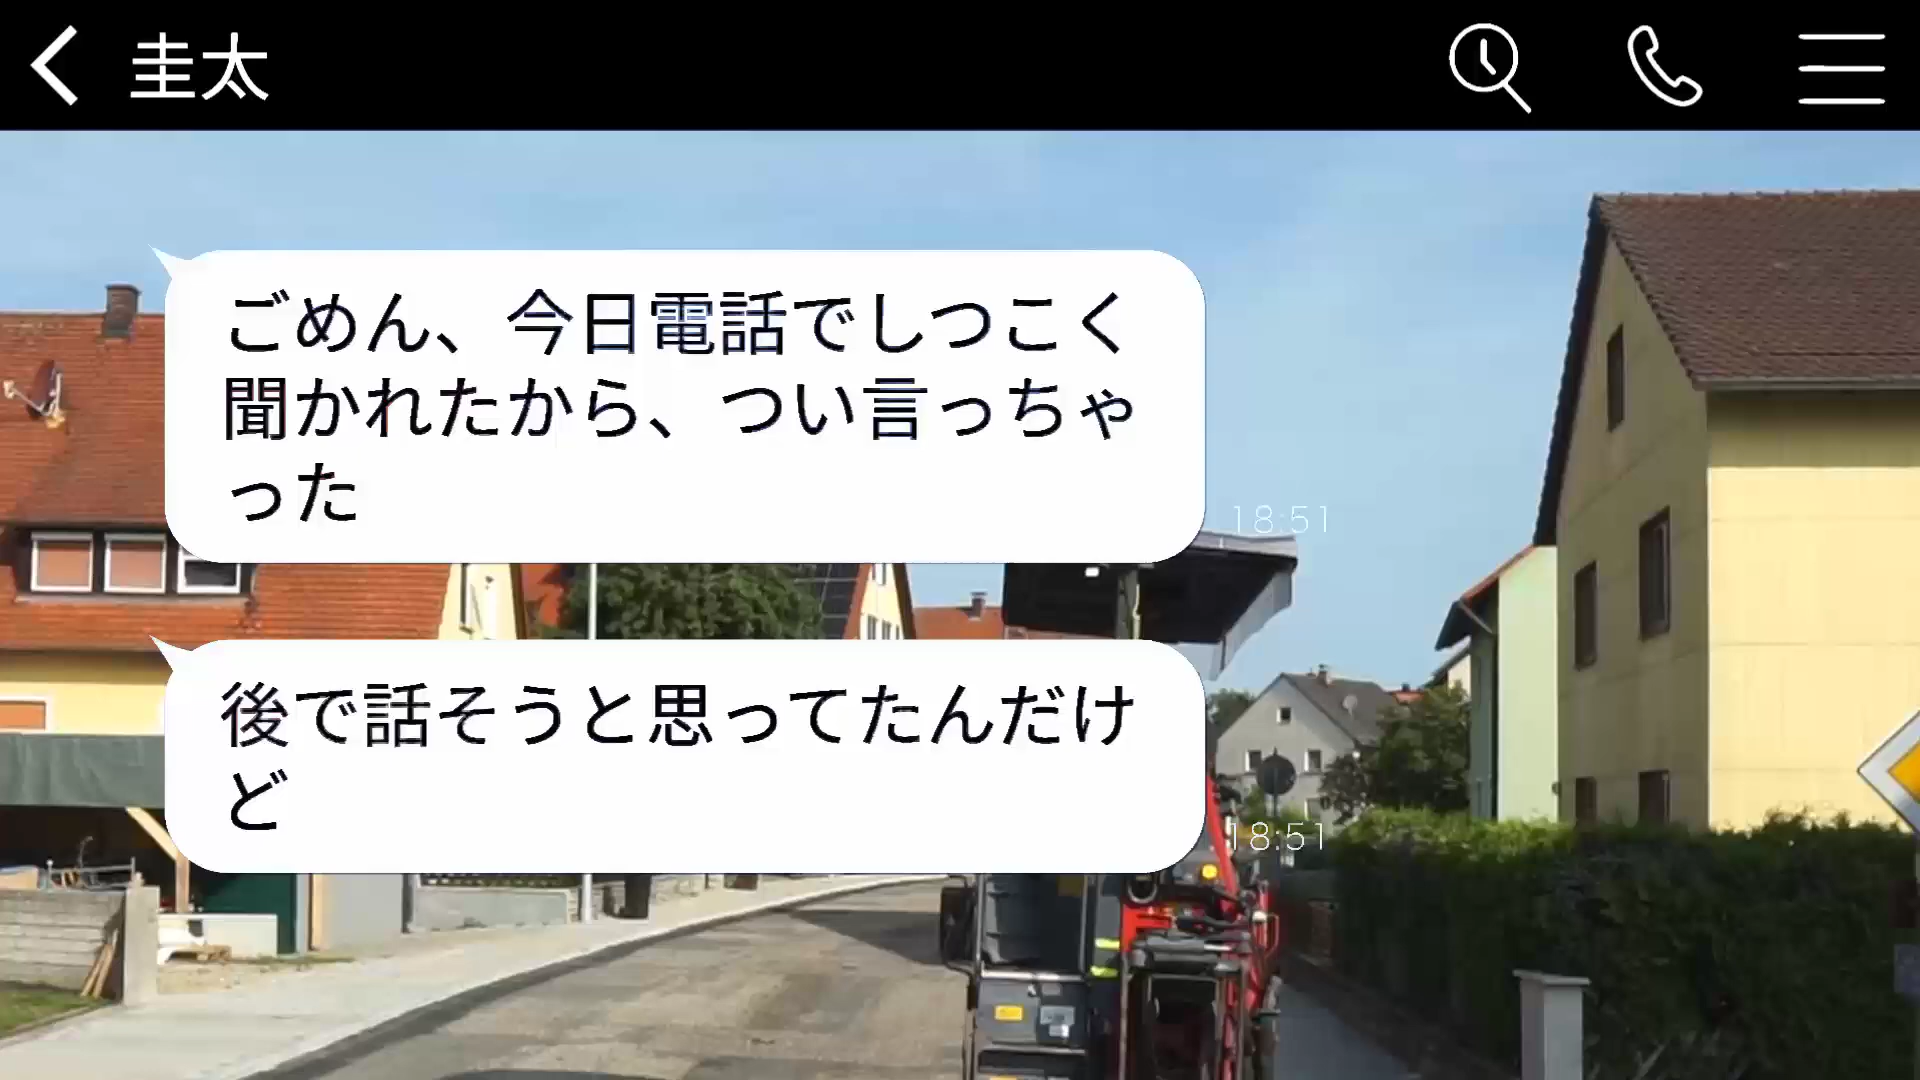 圭太
ごめん、今日電話でしつこく
聞かれたから、つい言っちゃ
った
18:51
後で話そうと思ってたんだけ
ど
18:51